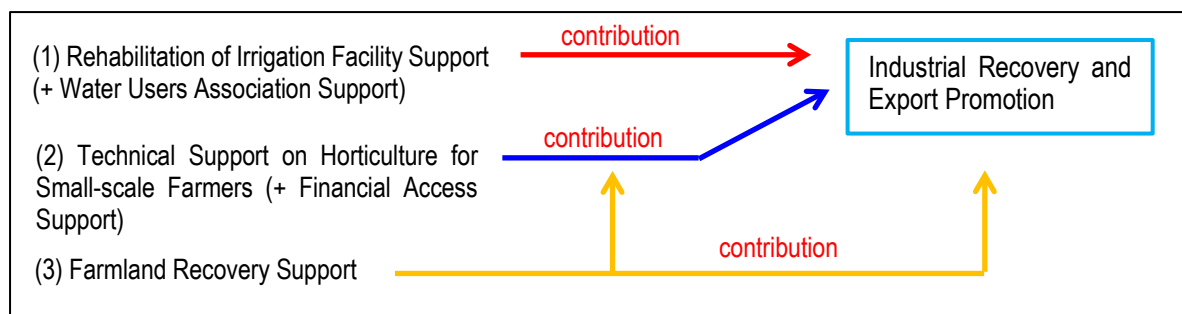 contribution
(1) Rehabilitation of Irrigation Facility Support
(+ Water Users Association Support)
Industrial Recovery and
Export Promotion
contribution
(2) Technical Support on Horticulture for
Small-scale Farmers (+ Financial Access
Support)
contribution
(3) Farmland Recovery Support